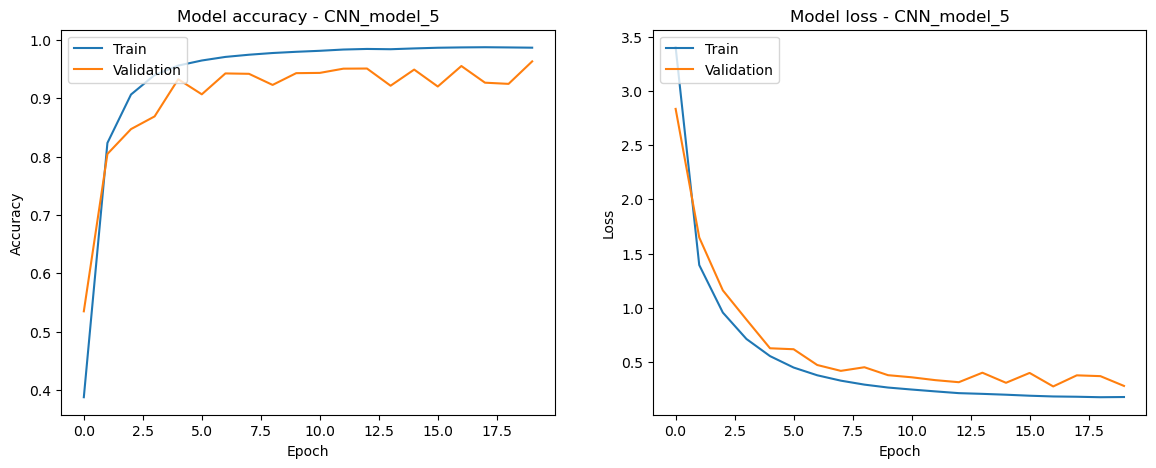 Model accuracy - CNN_model_5
Train
Validation
1.0
0.9
0.8
0.7
0.6
0.5
0.4
Accuracy
0.0 2.5 5.0 7.5 10.0 12.5 15.0 17.5
Epoch
Model loss - CNN_model_5
Train
Validation
3.5
3.0
2.5
2.0
1.5
1.0
0.5
Loss
0.0 2.5 5.0 7.5 10.0 12.5 15.0 17.5
Epoch